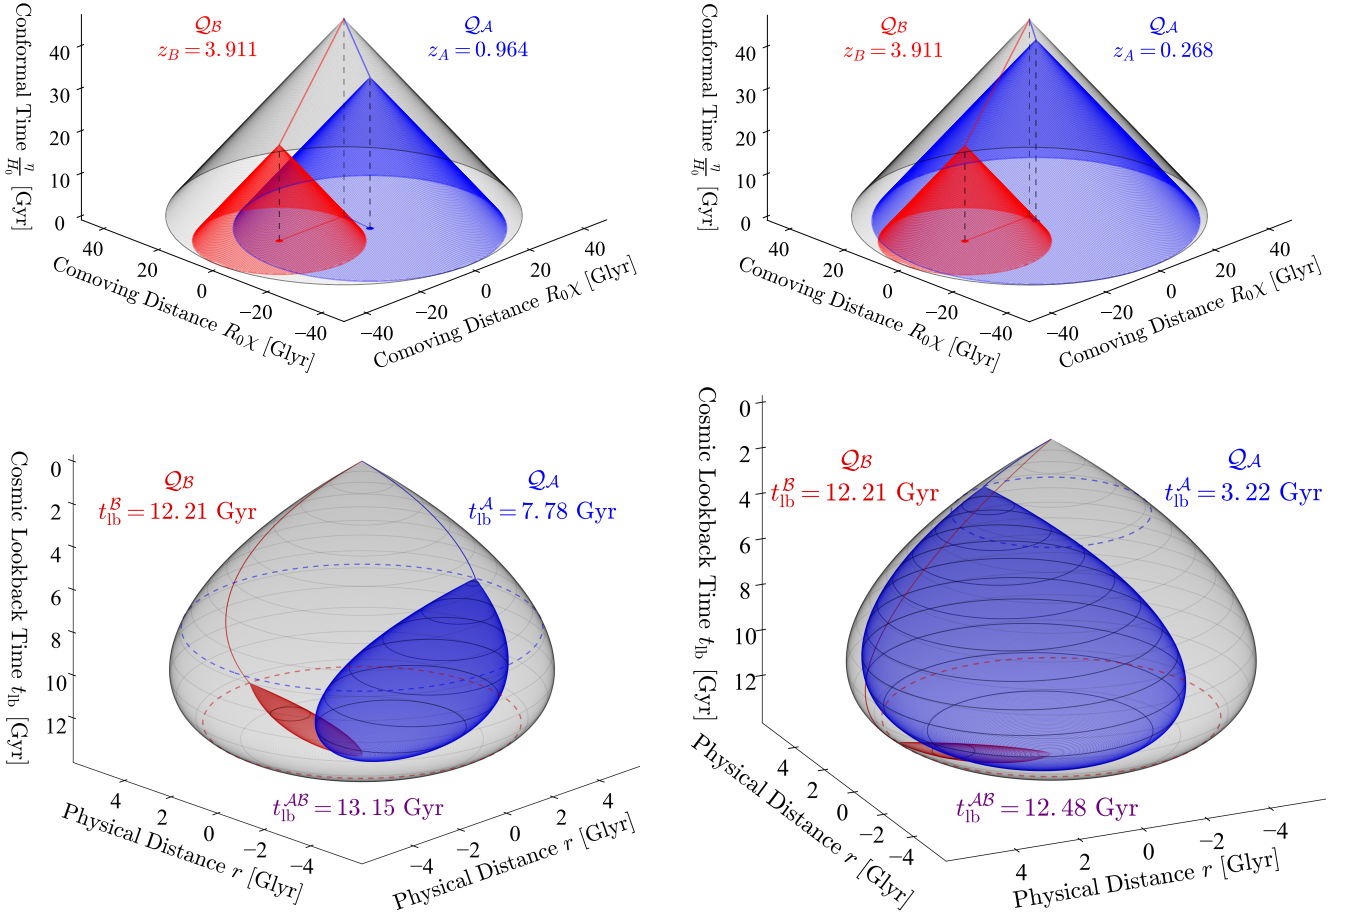 Conformal Time η/H₀ [Gyr]
40
30
20
10
0
𝒬_ℬ
z_B = 3.911
𝒬_𝒜
z_A = 0.964
40
20
0
−20
−40
Comoving Distance R₀χ [Glyr]
−40
−20
0
20
40
Comoving Distance R₀χ [Glyr]
Conformal Time η/H₀ [Gyr]
40
30
20
10
0
𝒬_ℬ
z_B = 3.911
𝒬_𝒜
z_A = 0.268
40
20
0
−20
−40
Comoving Distance R₀χ [Glyr]
−40
−20
0
20
40
Comoving Distance R₀χ [Glyr]
Cosmic Lookback Time t_lb [Gyr]
0
2
4
6
8
10
12
𝒬_ℬ
t_lb^ℬ = 12.21 Gyr
𝒬_𝒜
t_lb^𝒜 = 7.78 Gyr
t_lb^𝒜ℬ = 13.15 Gyr
4
2
0
−2
−4
Physical Distance r [Glyr]
−4
−2
0
2
4
Physical Distance r [Glyr]
Cosmic Lookback Time t_lb [Gyr]
0
2
4
6
8
10
12
𝒬_ℬ
t_lb^ℬ = 12.21 Gyr
𝒬_𝒜
t_lb^𝒜 = 3.22 Gyr
t_lb^𝒜ℬ = 12.48 Gyr
4
2
0
−2
−4
Physical Distance r [Glyr]
4
2
0
−2
−4
Physical Distance r [Glyr]